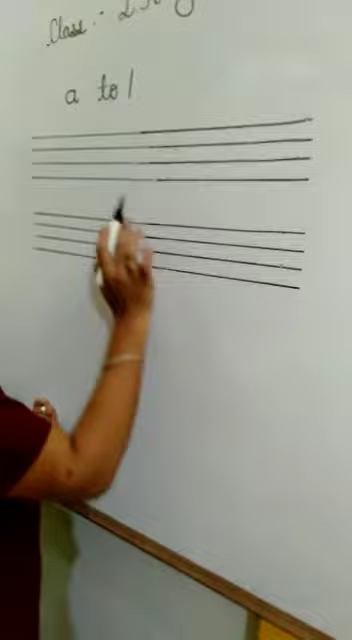 Class :-
a to l